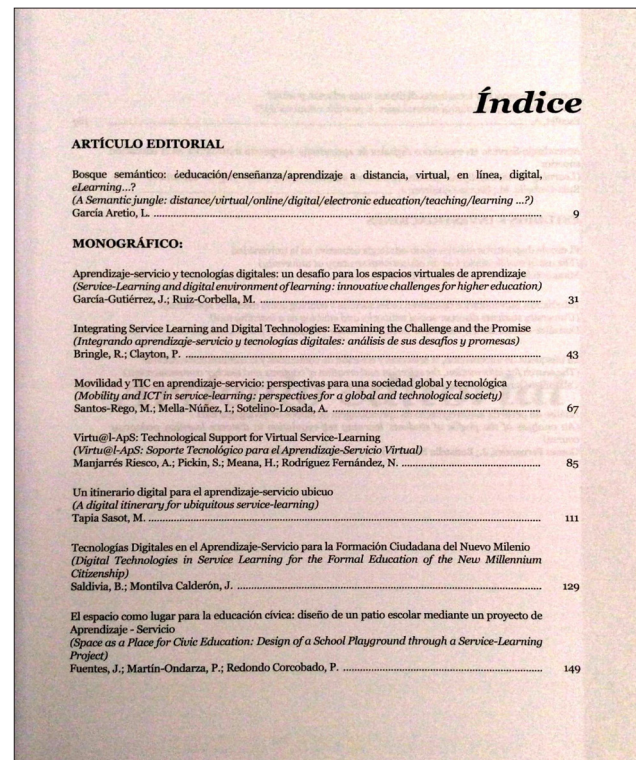 Índice
ARTÍCULO EDITORIAL
Bosque semántico: ¿educación/enseñanza/aprendizaje a distancia, virtual, en línea, digital,
eLearning...?
(A Semantic jungle: distance/virtual/online/digital/electronic education/teaching/learning ...?)
García Aretio, L. .......... 9
MONOGRÁFICO:
Aprendizaje-servicio y tecnologías digitales: un desafío para los espacios virtuales de aprendizaje
(Service-Learning and digital environment of learning: innovative challenges for higher education)
García-Gutiérrez, J.; Ruiz-Corbella, M. .......... 31
Integrating Service Learning and Digital Technologies: Examining the Challenge and the Promise
(Integrando aprendizaje-servicio y tecnologías digitales: análisis de sus desafíos y promesas)
Bringle, R.; Clayton, P. .......... 43
Movilidad y TIC en aprendizaje-servicio: perspectivas para una sociedad global y tecnológica
(Mobility and ICT in service-learning: perspectives for a global and technological society)
Santos-Rego, M.; Mella-Núñez, I.; Sotelino-Losada, A. .......... 67
Virtu@l-ApS: Technological Support for Virtual Service-Learning
(Virtu@l-ApS: Soporte Tecnológico para el Aprendizaje-Servicio Virtual)
Manjarrés Riesco, A.; Pickin, S.; Meana, H.; Rodríguez Fernández, N. .......... 85
Un itinerario digital para el aprendizaje-servicio ubicuo
(A digital itinerary for ubiquitous service-learning)
Tapia Sasot, M. .......... 111
Tecnologías Digitales en el Aprendizaje-Servicio para la Formación Ciudadana del Nuevo Milenio
(Digital Technologies in Service Learning for the Formal Education of the New Millennium
Citizenship)
Saldivia, B.; Montilva Calderón, J. .......... 129
El espacio como lugar para la educación cívica: diseño de un patio escolar mediante un proyecto de
Aprendizaje - Servicio
(Space as a Place for Civic Education: Design of a School Playground through a Service-Learning
Project)
Fuentes, J.; Martín-Ondarza, P.; Redondo Corcobado, P. .......... 149